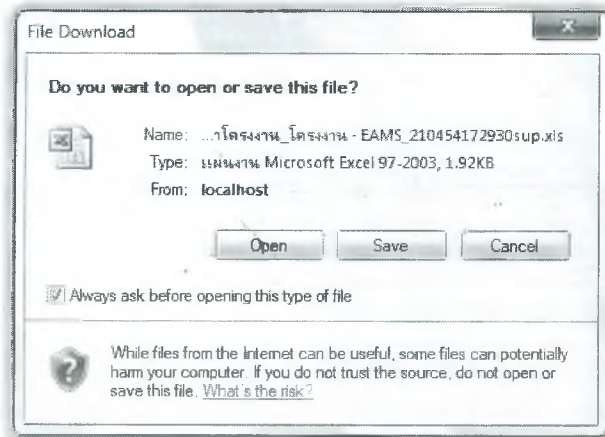 File Download
Do you want to open or save this file?
Name: ...าโครงงาน_โครงงาน - EAMS_210454172930sup.xls
Type: แผ่นงาน Microsoft Excel 97-2003, 1.92KB
From: localhost
Open Save Cancel
Always ask before opening this type of file
While files from the Internet can be useful, some files can potentially
harm your computer. If you do not trust the source, do not open or
save this file. What's the risk?